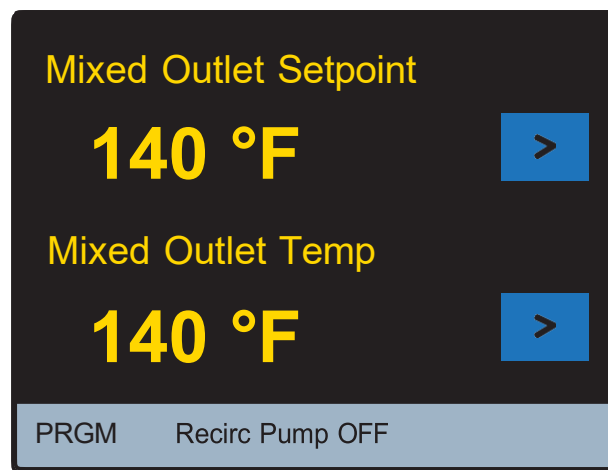 Mixed Outlet Setpoint
140 °F >
Mixed Outlet Temp
140 °F >
PRGM Recirc Pump OFF